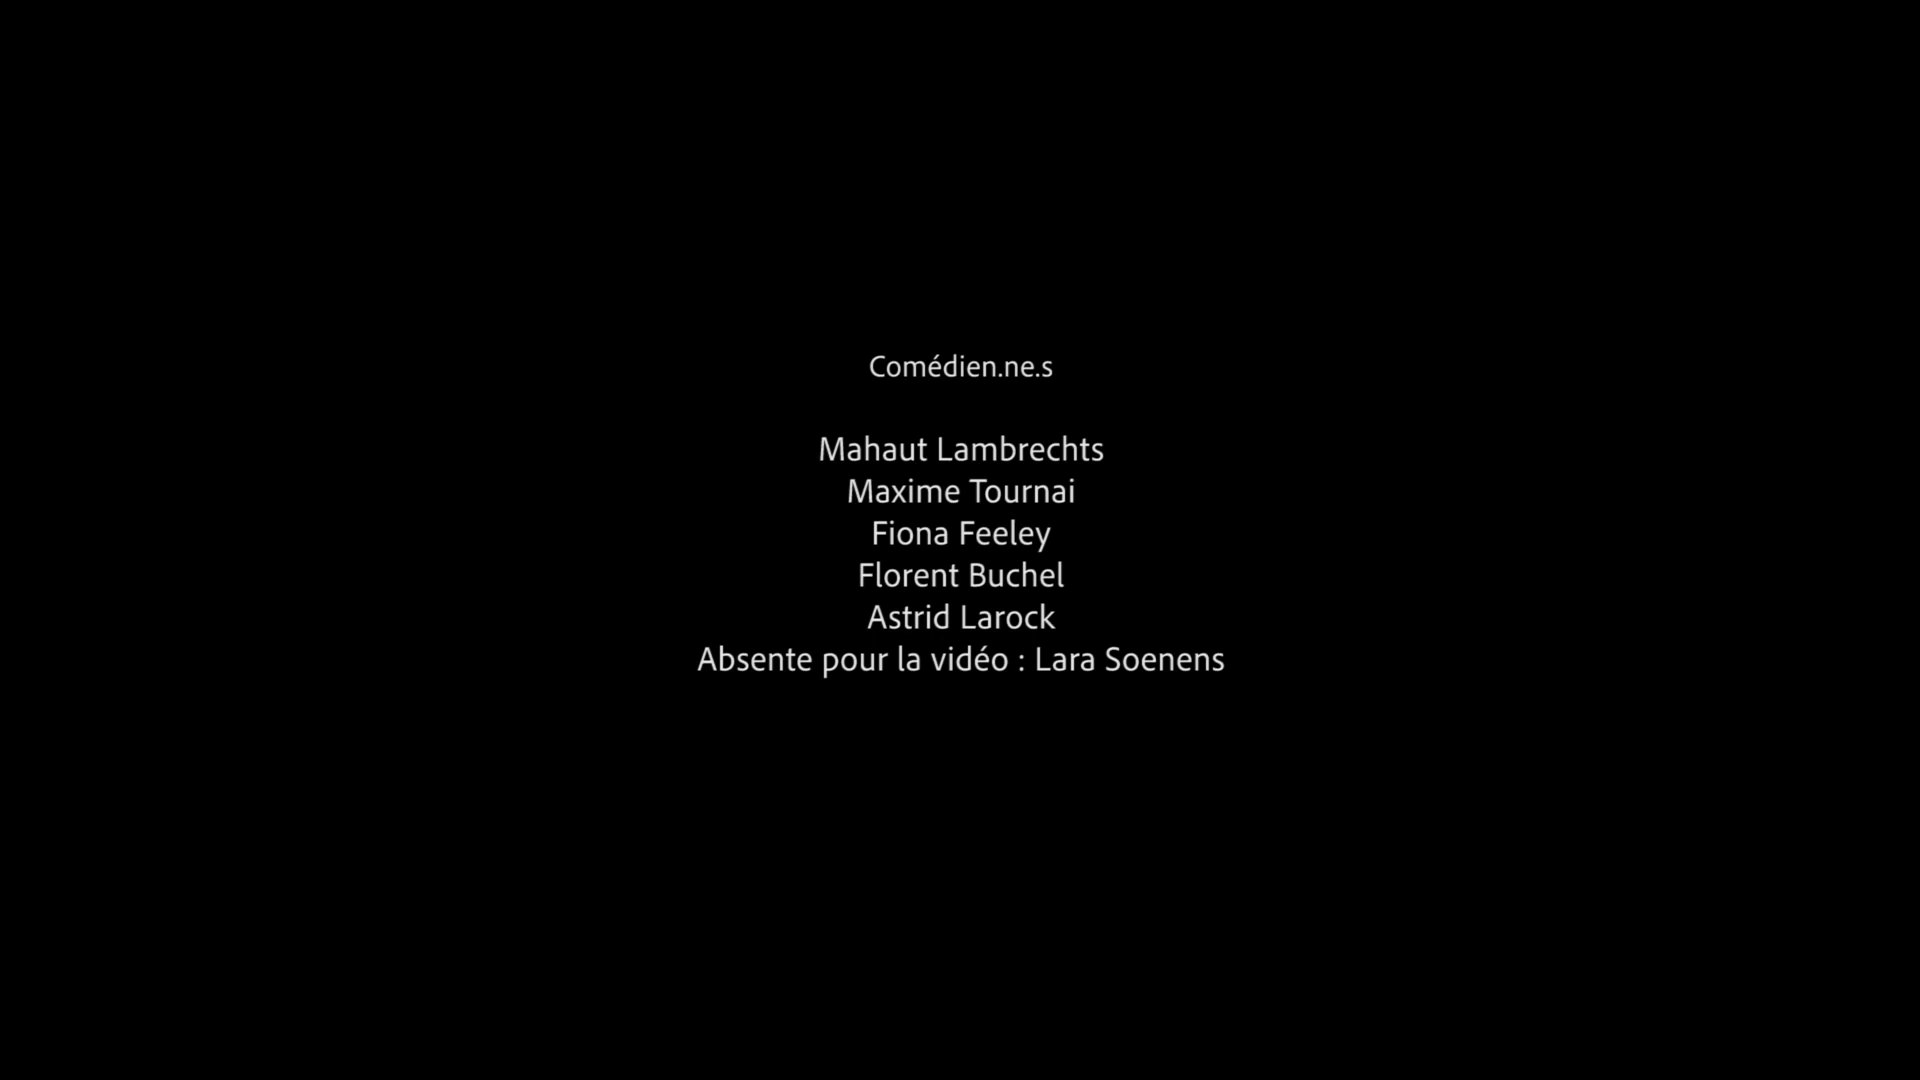 Comédien.ne.s
Mahaut Lambrechts
Maxime Tournai
Fiona Feeley
Florent Buchel
Astrid Larock
Absente pour la vidéo : Lara Soenens